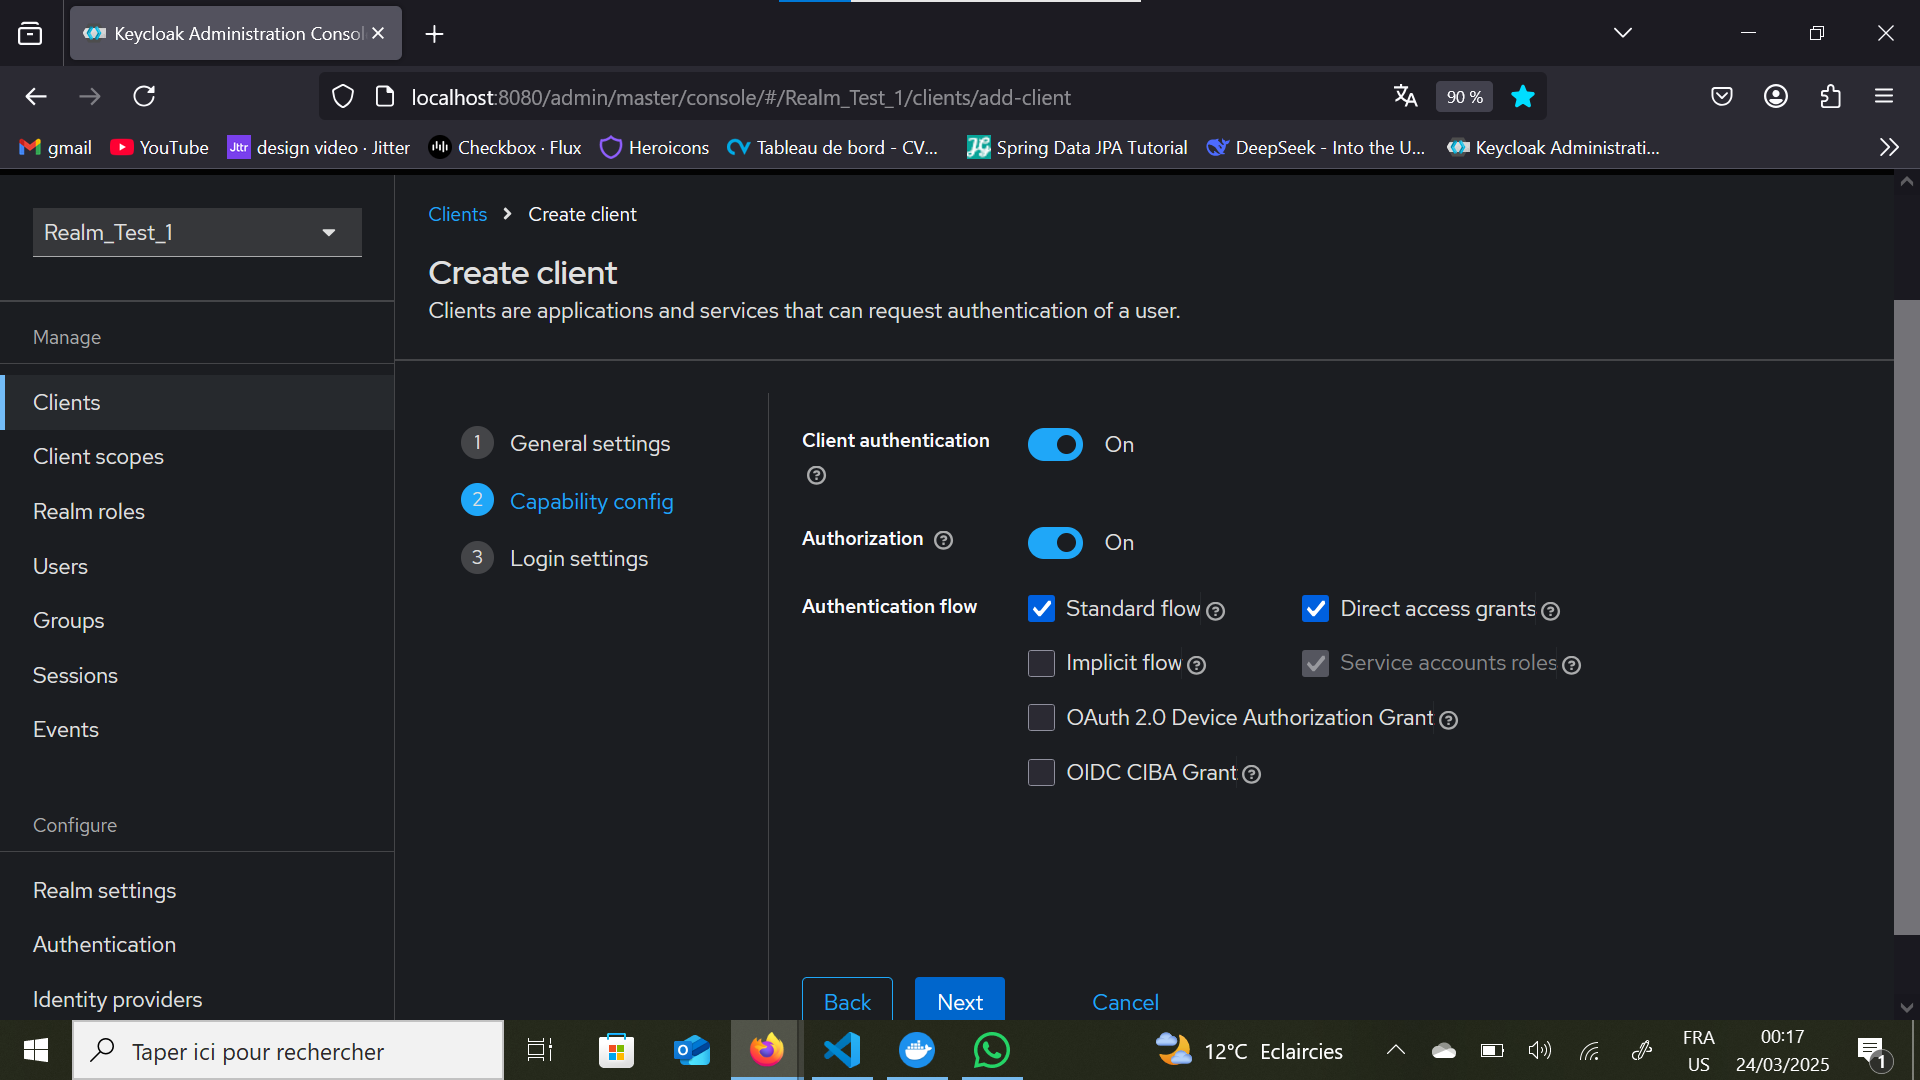 Keycloak Administration Consol
localhost:8080/admin/master/console/#/Realm_Test_1/clients/add-client
90 %
gmail
YouTube
Jttr
design video · Jitter
Checkbox · Flux
Heroicons
Tableau de bord - CV...
Spring Data JPA Tutorial
DeepSeek - Into the U...
Keycloak Administrati...
Realm_Test_1
Manage
Clients
Client scopes
Realm roles
Users
Groups
Sessions
Events
Configure
Realm settings
Authentication
Identity providers
Clients > Create client
Create client
Clients are applications and services that can request authentication of a user.
1 General settings
2 Capability config
3 Login settings
Client authentication
On
Authorization
On
Authentication flow
Standard flow
Direct access grants
Implicit flow
Service accounts roles
OAuth 2.0 Device Authorization Grant
OIDC CIBA Grant
Back
Next
Cancel
Taper ici pour rechercher
12°C Eclaircies
FRA
US
00:17
24/03/2025
1